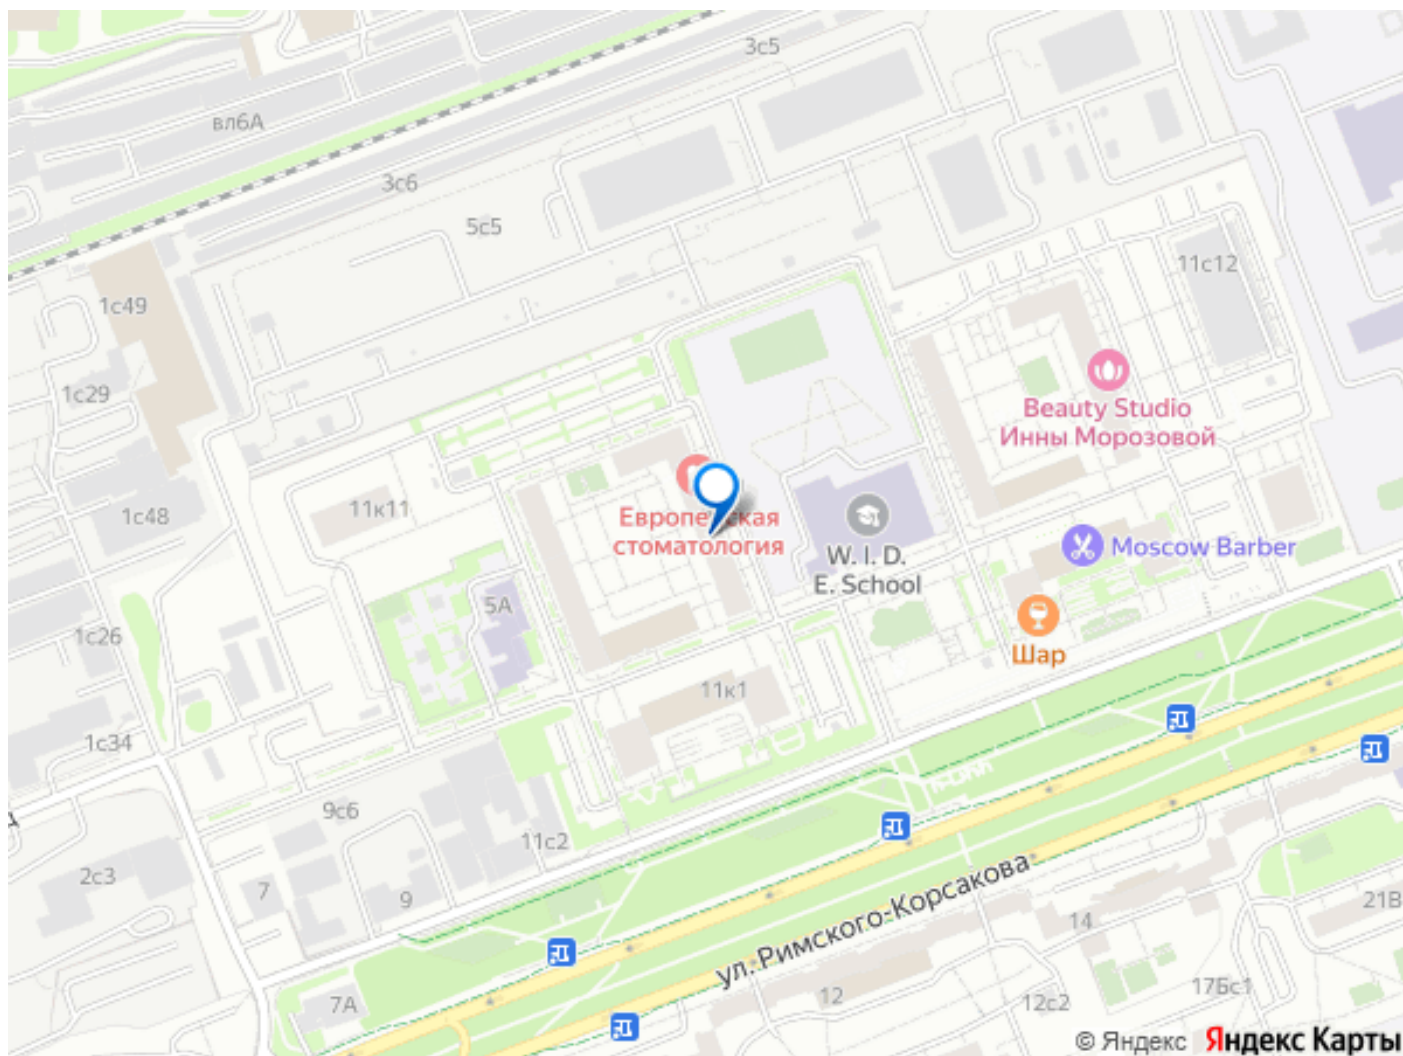 3с5
вл6А
3с6
5с5
11с12
1с49
1с29
Beauty Studio
Инны Морозовой
11к11
1с48
Европейская
стоматология
W. I. D.
E. School
Moscow Barber
5А
1с26
Шар
11к1
1с34
9с6
11с2
2с3
7
9
ул. Римского-Корсакова
14
21В
7А
12
12с2
17Бс1
© Яндекс Яндекс Карты